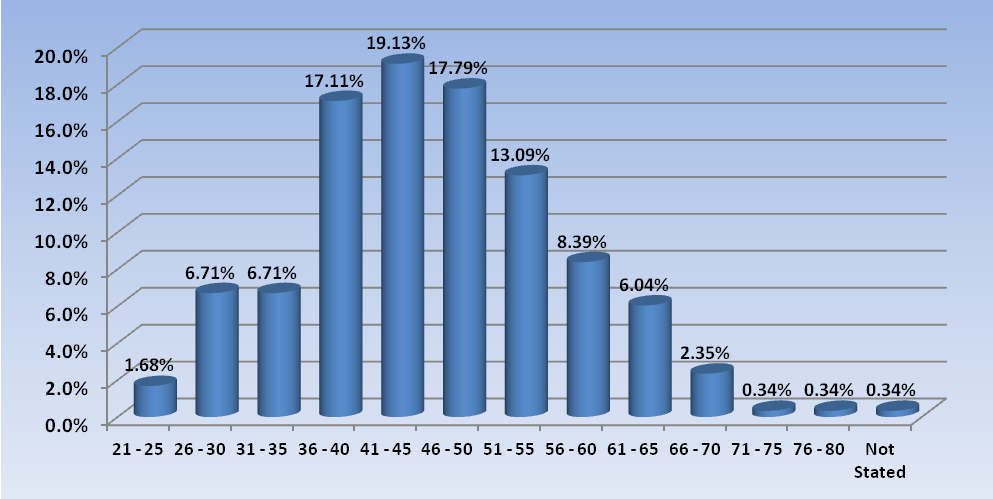 20.0%
18.0%
16.0%
14.0%
12.0%
10.0%
8.0%
6.0%
4.0%
2.0%
0.0%
1.68%
6.71%
6.71%
17.11%
19.13%
17.79%
13.09%
8.39%
6.04%
2.35%
0.34%
0.34%
0.34%
21 - 25
26 - 30
31 - 35
36 - 40
41 - 45
46 - 50
51 - 55
56 - 60
61 - 65
66 - 70
71 - 75
76 - 80
Not
Stated